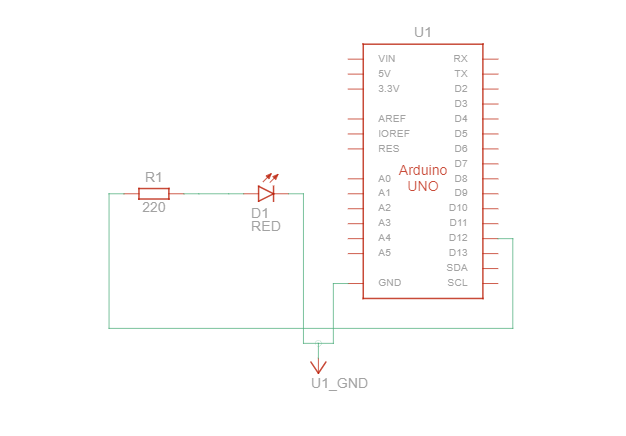 U1
VIN RX
5V TX
3.3V D2
D3
AREF D4
IOREF D5
RES D6
D7
Arduino
UNO
A0 D8
A1 D9
A2 D10
A3 D11
A4 D12
A5 D13
SDA
GND SCL
R1
220
D1
RED
U1_GND